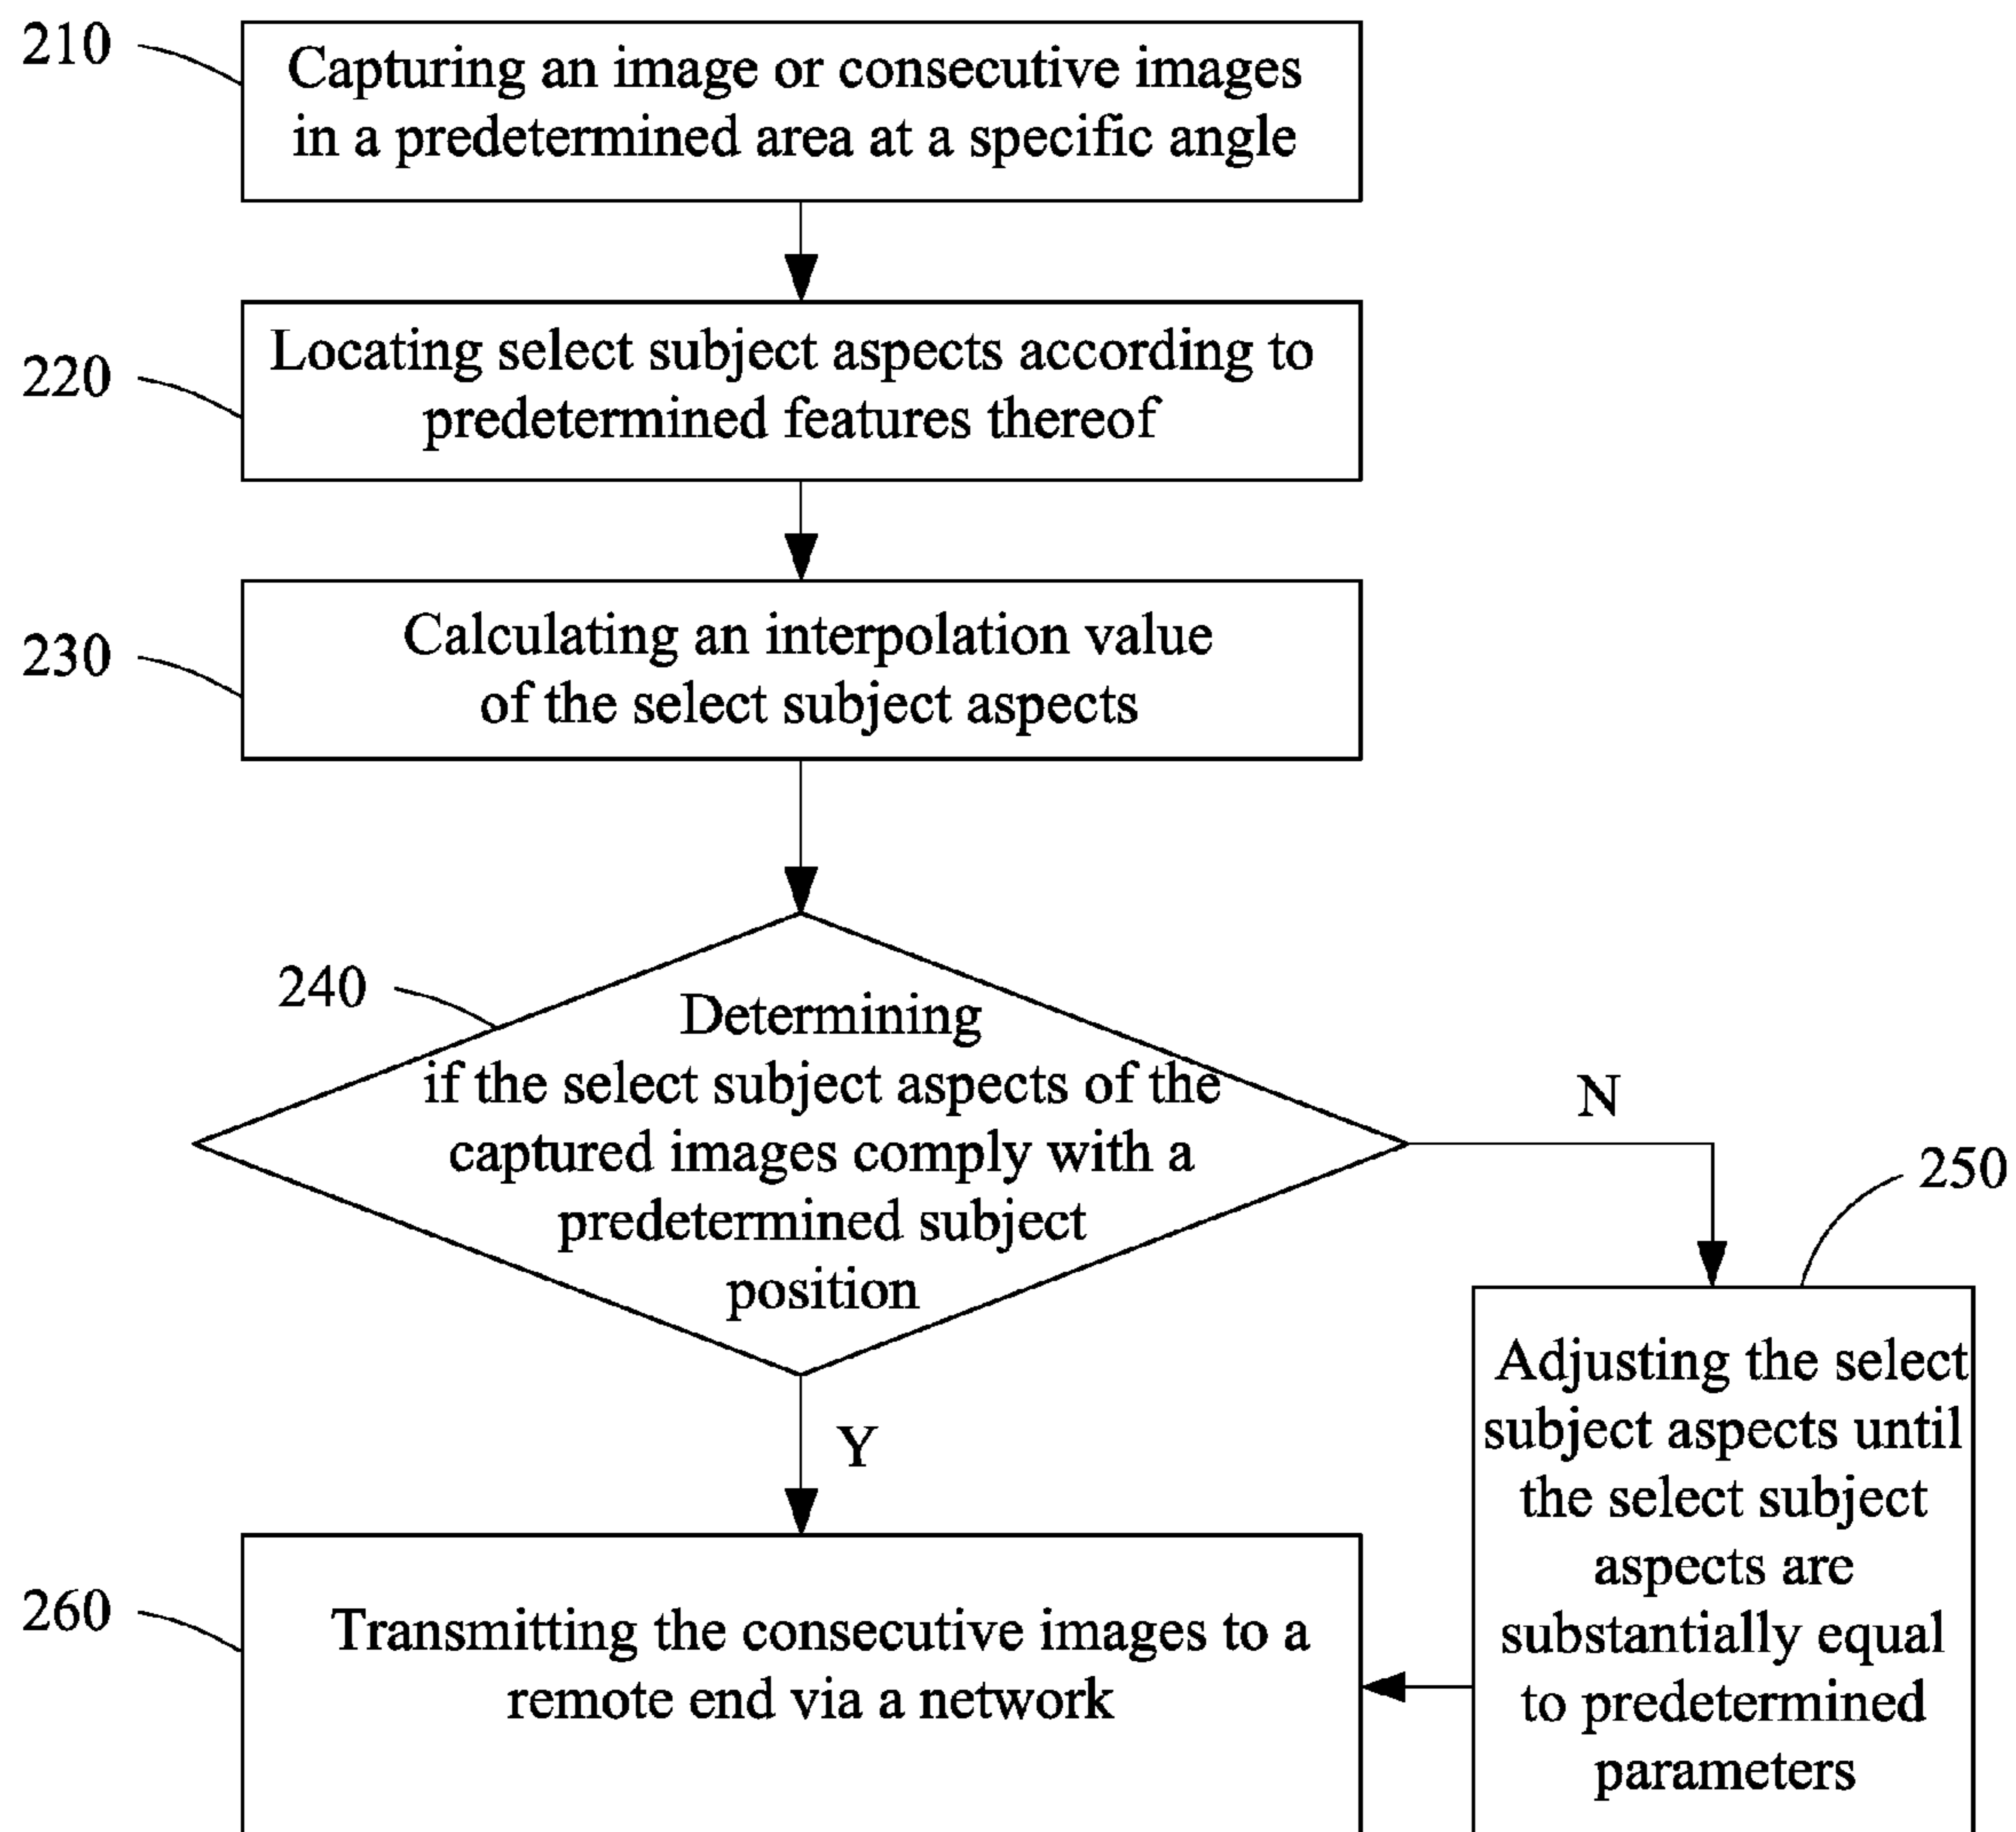 210
Capturing an image or consecutive images
in a predetermined area at a specific angle
220
Locating select subject aspects according to
predetermined features thereof
230
Calculating an interpolation value
of the select subject aspects
240
Determining
if the select subject aspects of the
captured images comply with a
predetermined subject
position
N
250
Adjusting the select
subject aspects until
the select subject
aspects are
substantially equal
to predetermined
parameters
Y
260
Transmitting the consecutive images to a
remote end via a network